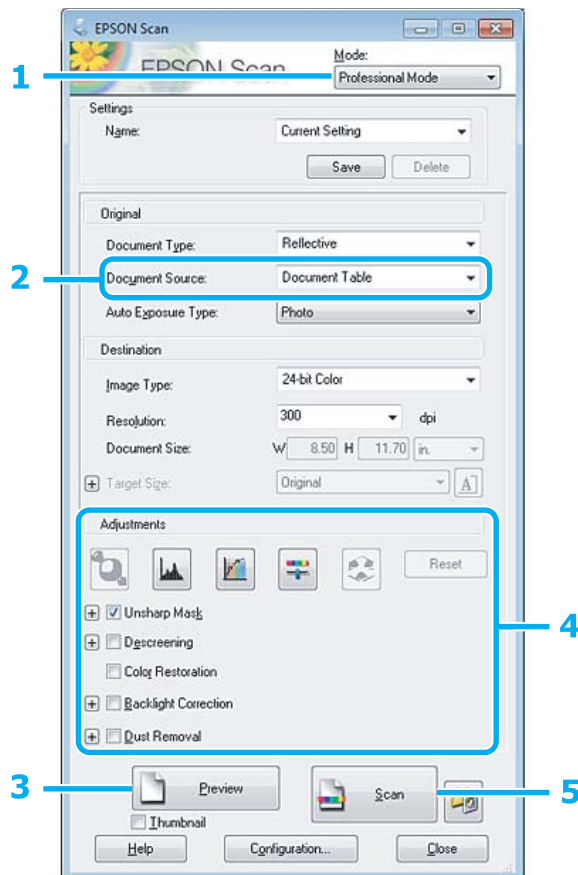 EPSON Scan
EPSON Scan
Mode:
1
Professional Mode
Settings
Name: Current Setting
Save Delete
Original
Document Type: Reflective
2 Document Source: Document Table
Auto Exposure Type: Photo
Destination
Image Type: 24-bit Color
Resolution: 300 dpi
Document Size: W 8.50 H 11.70 in.
Target Size: Original A
Adjustments
Reset
Unsharp Mask
4
Descreening
Color Restoration
Backlight Correction
Dust Removal
3 Preview Scan 5
Thumbnail
Help Configuration... Close